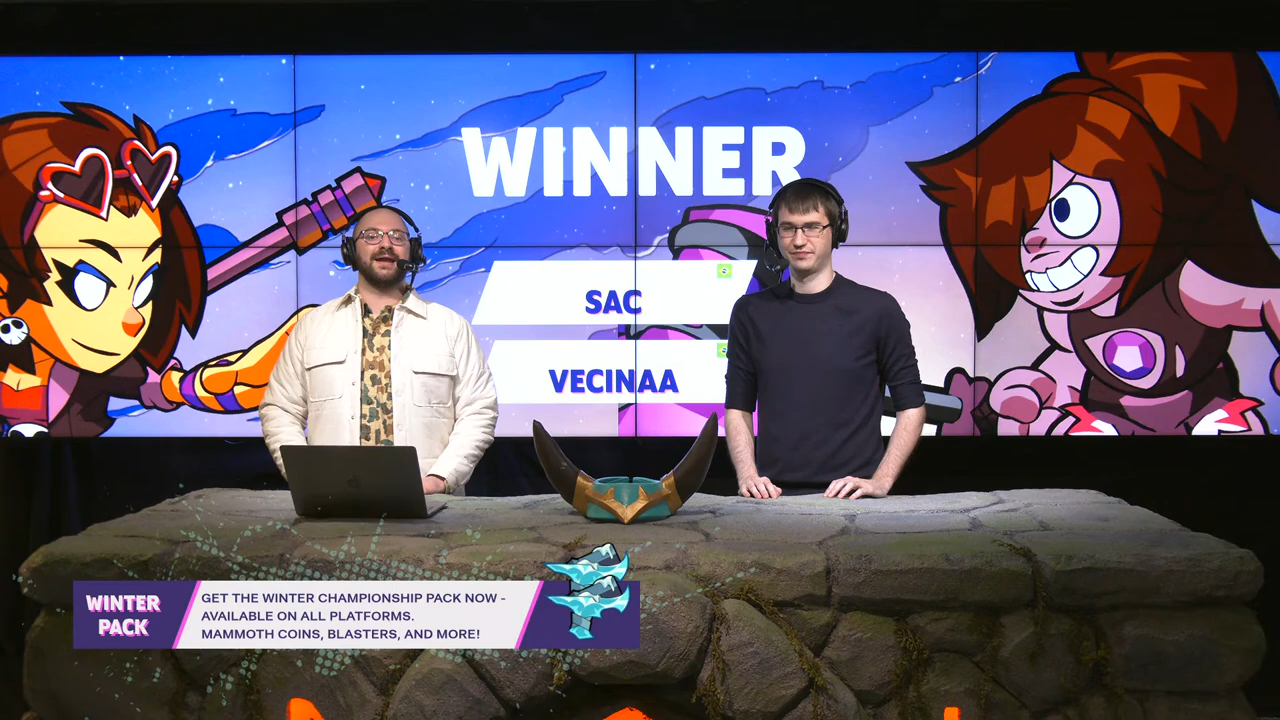 WINNER
SAC
VECINAA
WINTER
PACK
GET THE WINTER CHAMPIONSHIP PACK NOW -
AVAILABLE ON ALL PLATFORMS.
MAMMOTH COINS, BLASTERS, AND MORE!